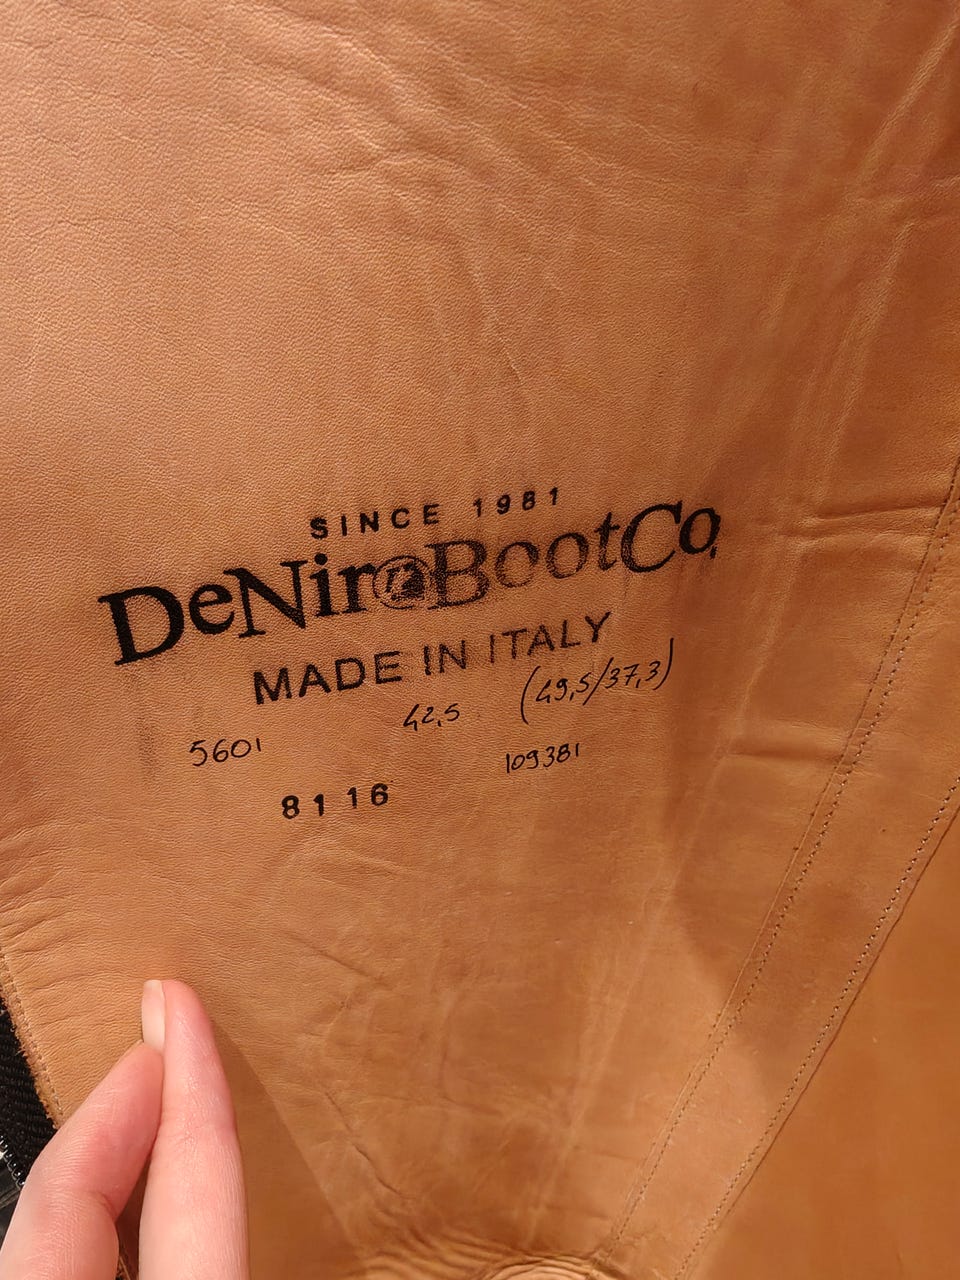 SINCE 1981
DeNiroBootCo.
MADE IN ITALY
42,5 (49,5/37,3)
5601 109381
8116